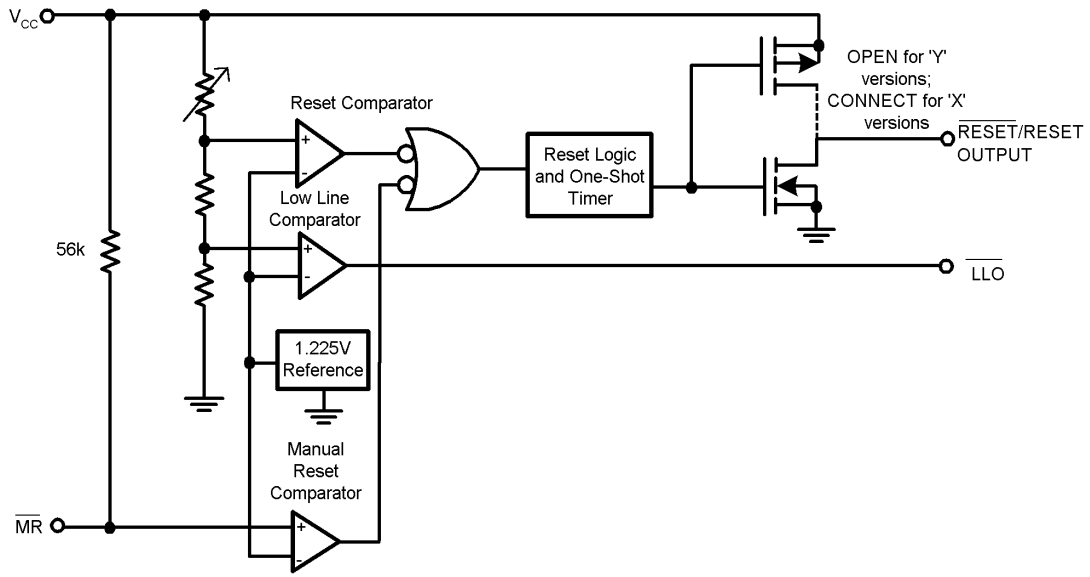 VCC
OPEN for 'Y'
versions;
CONNECT for 'X'
versions
Reset Comparator
+
-
RESET/RESET
OUTPUT
Reset Logic
and One-Shot
Timer
Low Line
Comparator
56k
+
-
LLO
1.225V
Reference
Manual
Reset
Comparator
MR
+
-